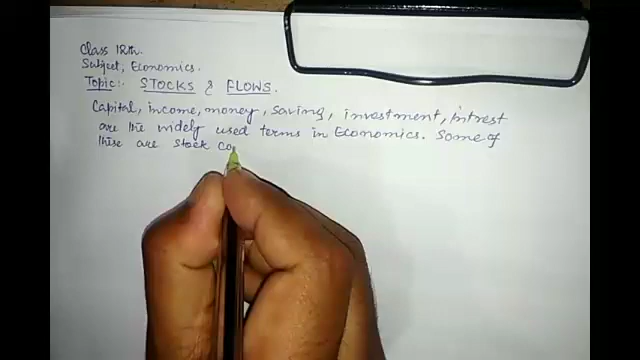 Class 12th.
Subject, Economics.
Topic:- STOCKS & FLOWS.
Capital, income, money, saving, investment, intrest
are the widely used terms in Economics. Some of
these are stock co